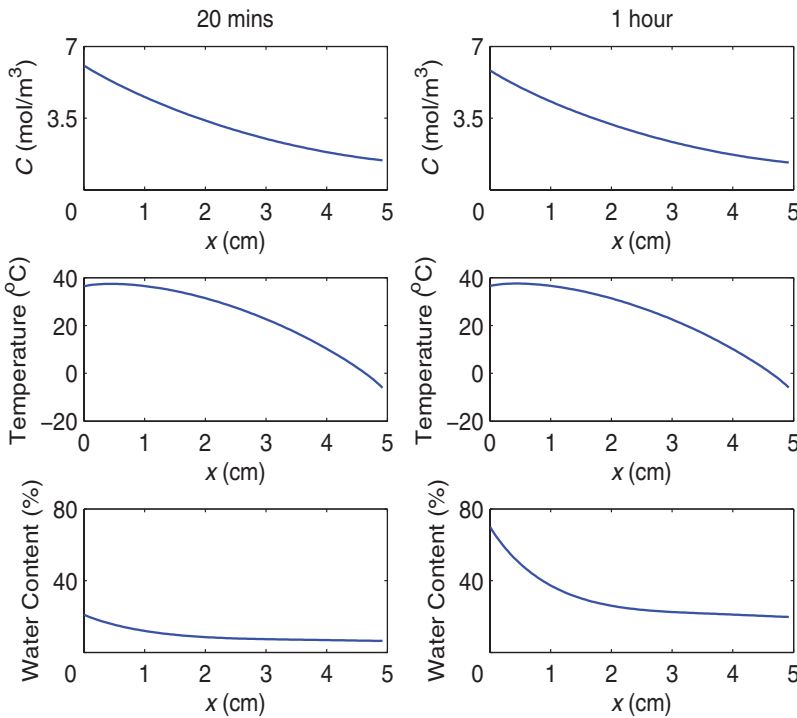 20 mins
1 hour
C (mol/m³)
7
3.5
0 1 2 3 4 5
x (cm)
C (mol/m³)
7
3.5
0 1 2 3 4 5
x (cm)
Temperature (ºC)
40
20
0
−20
0 1 2 3 4 5
x (cm)
Temperature (ºC)
40
20
0
−20
0 1 2 3 4 5
x (cm)
Water Content (%)
80
40
0 1 2 3 4 5
x (cm)
Water Content (%)
80
40
0 1 2 3 4 5
x (cm)